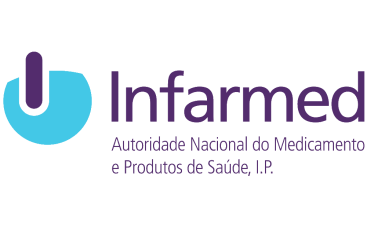 Infarmed
Autoridade Nacional do Medicamento
e Produtos de Saúde, I.P.